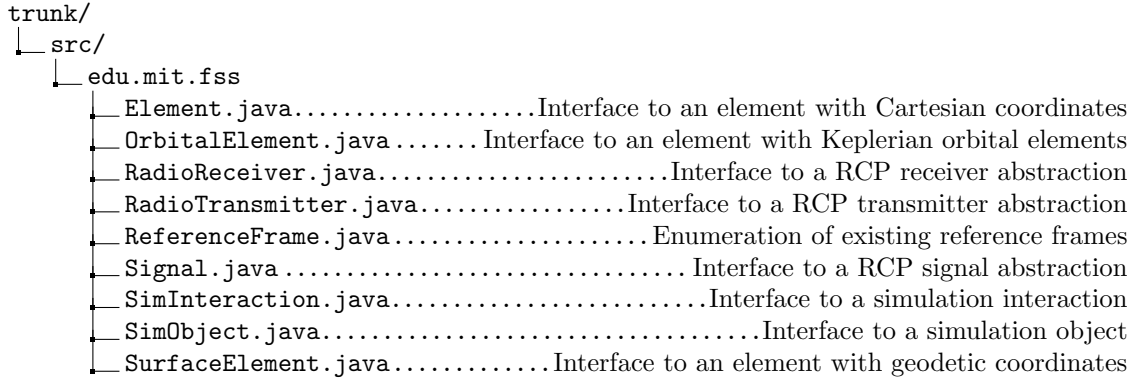 trunk/
src/
edu.mit.fss
Element.java.....................Interface to an element with Cartesian coordinates
OrbitalElement.java.......Interface to an element with Keplerian orbital elements
RadioReceiver.java........................Interface to a RCP receiver abstraction
RadioTransmitter.java.................Interface to a RCP transmitter abstraction
ReferenceFrame.java.....................Enumeration of existing reference frames
Signal.java.................................Interface to a RCP signal abstraction
SimInteraction.java..........................Interface to a simulation interaction
SimObject.java....................................Interface to a simulation object
SurfaceElement.java.............Interface to an element with geodetic coordinates